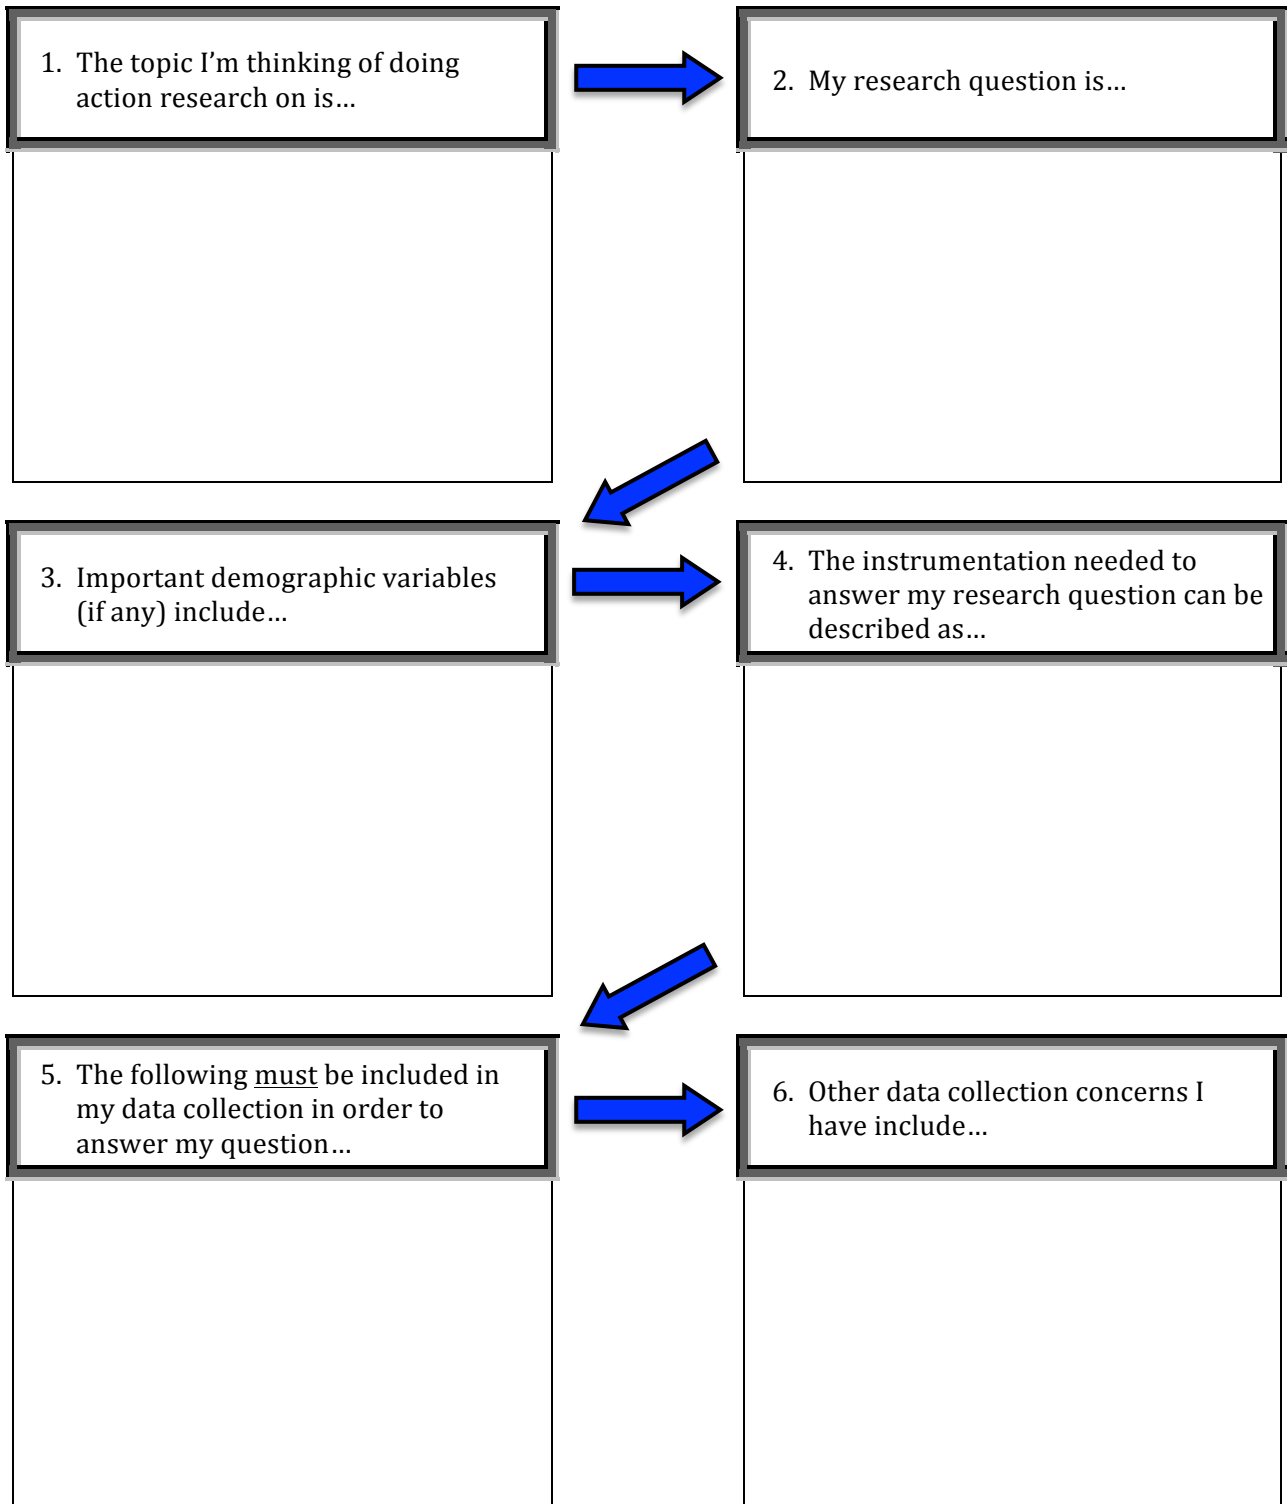 1. The topic I’m thinking of doing
action research on is…
2. My research question is…
3. Important demographic variables
(if any) include…
4. The instrumentation needed to
answer my research question can be
described as…
5. The following must be included in
my data collection in order to
answer my question…
6. Other data collection concerns I
have include…